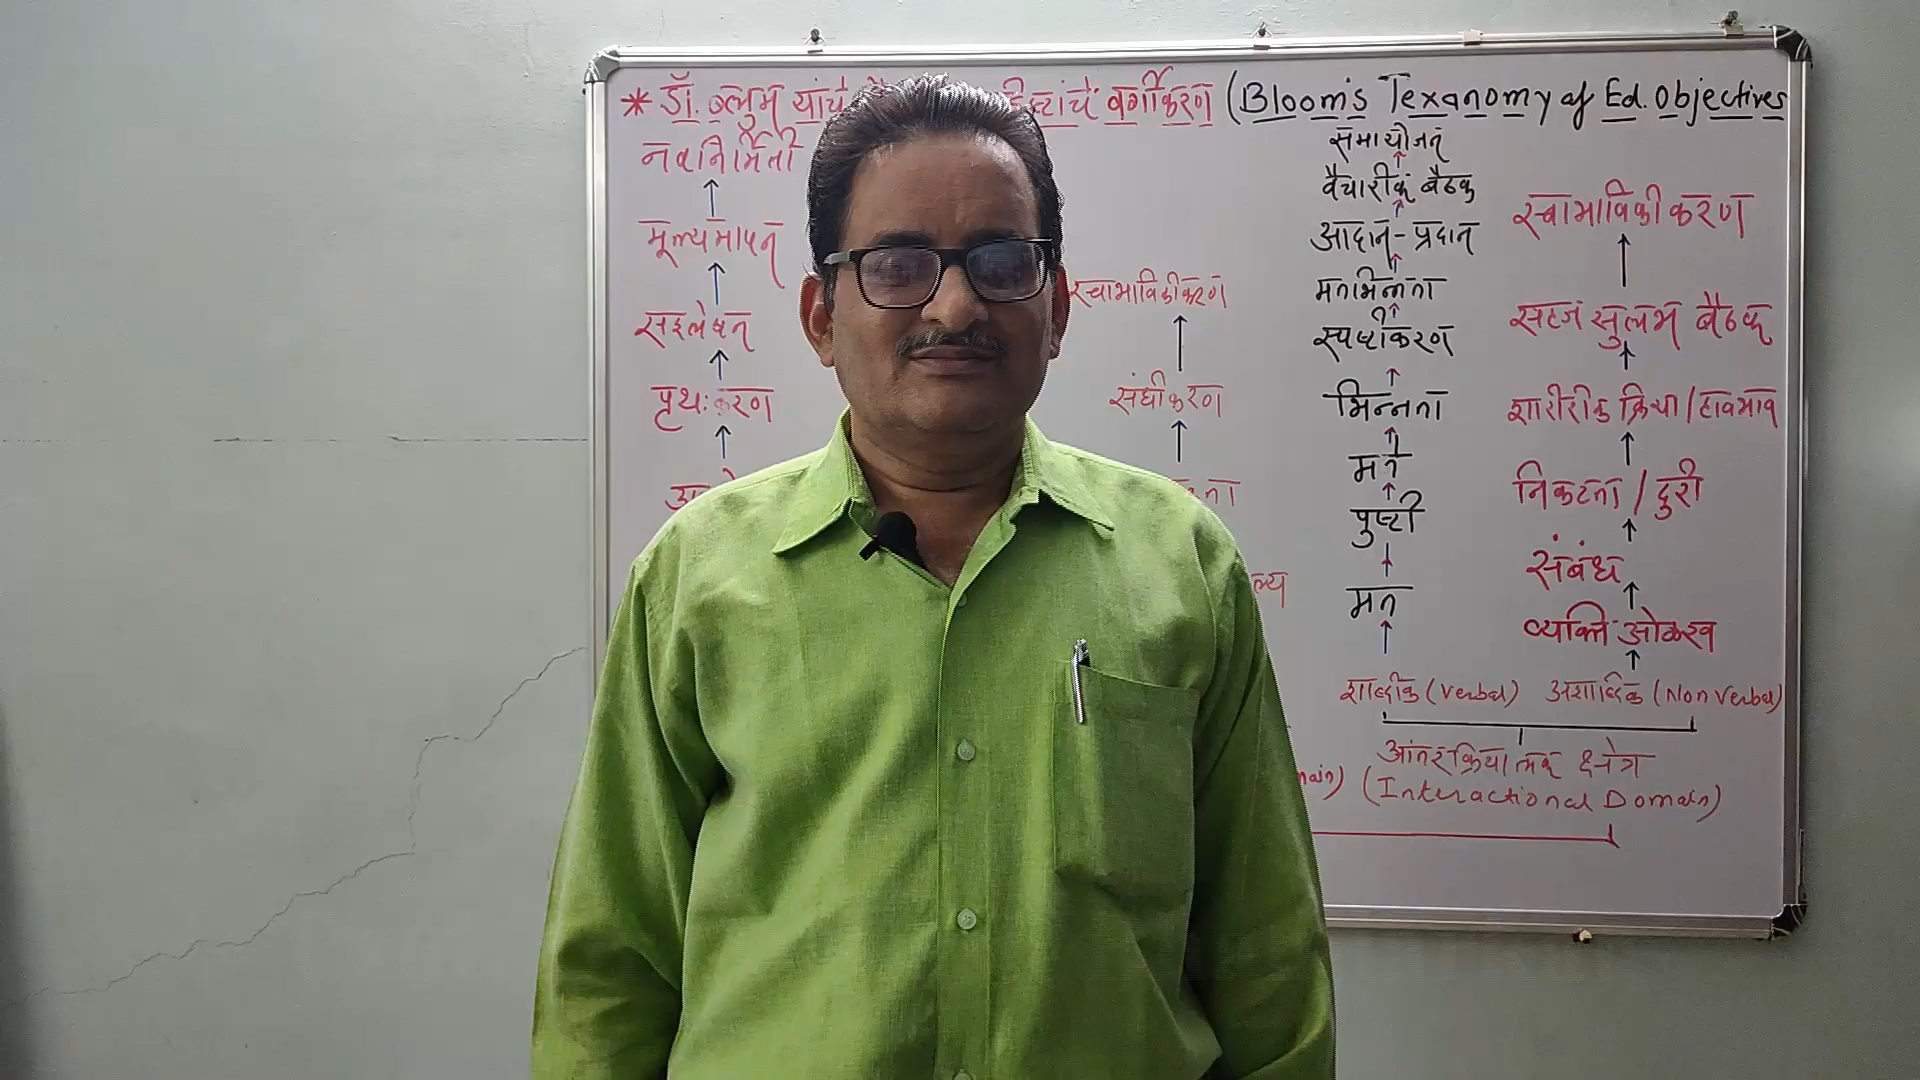 * डॉ. ब्लुम यांचे वर्गीकरण (Bloom's Texanomy of Ed. Objectives
नवनिर्मिती
मूल्यमापन
संश्लेषन
पृथःकरण
स्वाभाविकीकरण
संधीकरण
समायोजन
वैचारीक बैठक
आदान-प्रदान
मतभिन्नता
स्पष्टीकरण
भिन्नता
मत
पुष्टी
मत
शाब्दीक (Verbal)
स्वाभाविकीकरण
सहज सुलभ बैठक
शारीरीक क्रिया/हावभाव
निकटता/दुरी
संबंध
व्यक्ति ओळख
अशाब्दिक (Non Verbal)
आंतरक्रियात्मक क्षेत्र
(Interactional Domain)